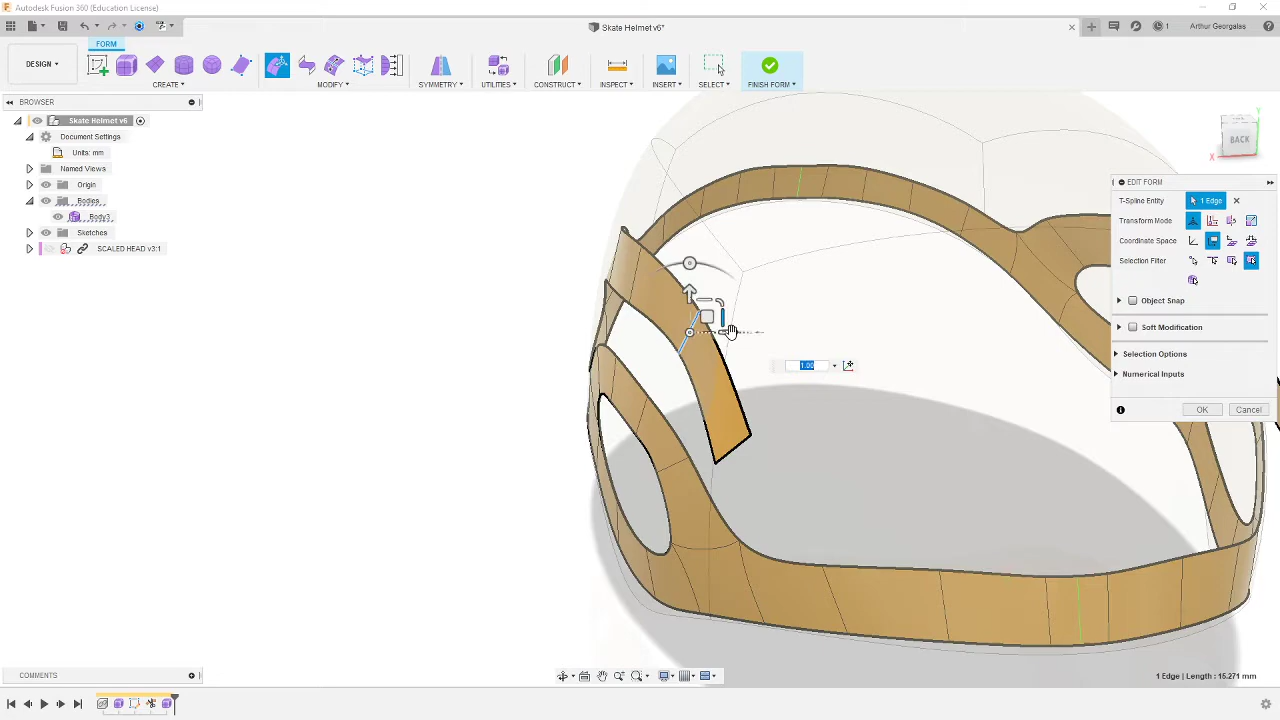 Autodesk Fusion 360 (Education License)
Skate Helmet v6*
1
Arthur Georgalas
FORM
DESIGN
CREATE
MODIFY
SYMMETRY
UTILITIES
CONSTRUCT
INSPECT
INSERT
SELECT
FINISH FORM
BROWSER
Skate Helmet v6
Document Settings
Units: mm
Named Views
Origin
Bodies
Body3
Sketches
SCALED HEAD v3:1
BACK
X
EDIT FORM
T-Spline Entity
1 Edge
Transform Mode
Coordinate Space
Selection Filter
Object Snap
Soft Modification
Selection Options
Numerical Inputs
OK
Cancel
1.00
COMMENTS
1 Edge | Length : 15.271 mm